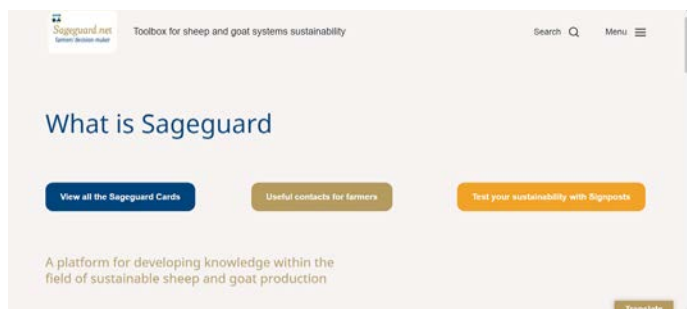 Sageguard.net
farmers' decision maker
Toolbox for sheep and goat systems sustainability
Search
Menu
What is Sageguard
View all the Sageguard Cards
Useful contacts for farmers
Test your sustainability with Signposts
A platform for developing knowledge within the
field of sustainable sheep and goat production
Translate